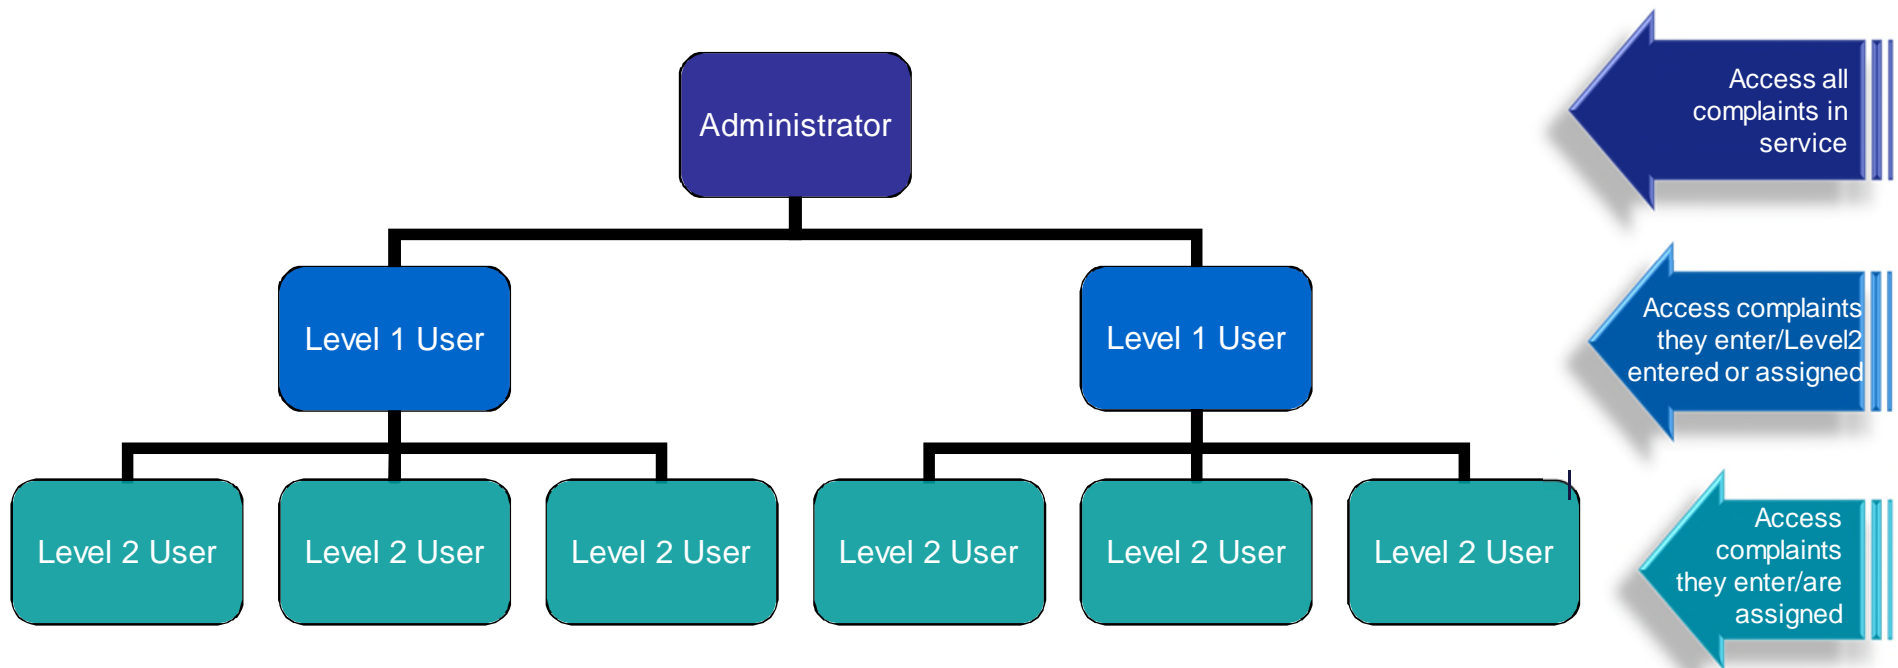 Administrator
Access all
complaints in
service
Level 1 User
Level 1 User
Access complaints
they enter/Level2
entered or assigned
Level 2 User
Level 2 User
Level 2 User
Level 2 User
Level 2 User
Level 2 User
Access
complaints
they enter/are
assigned